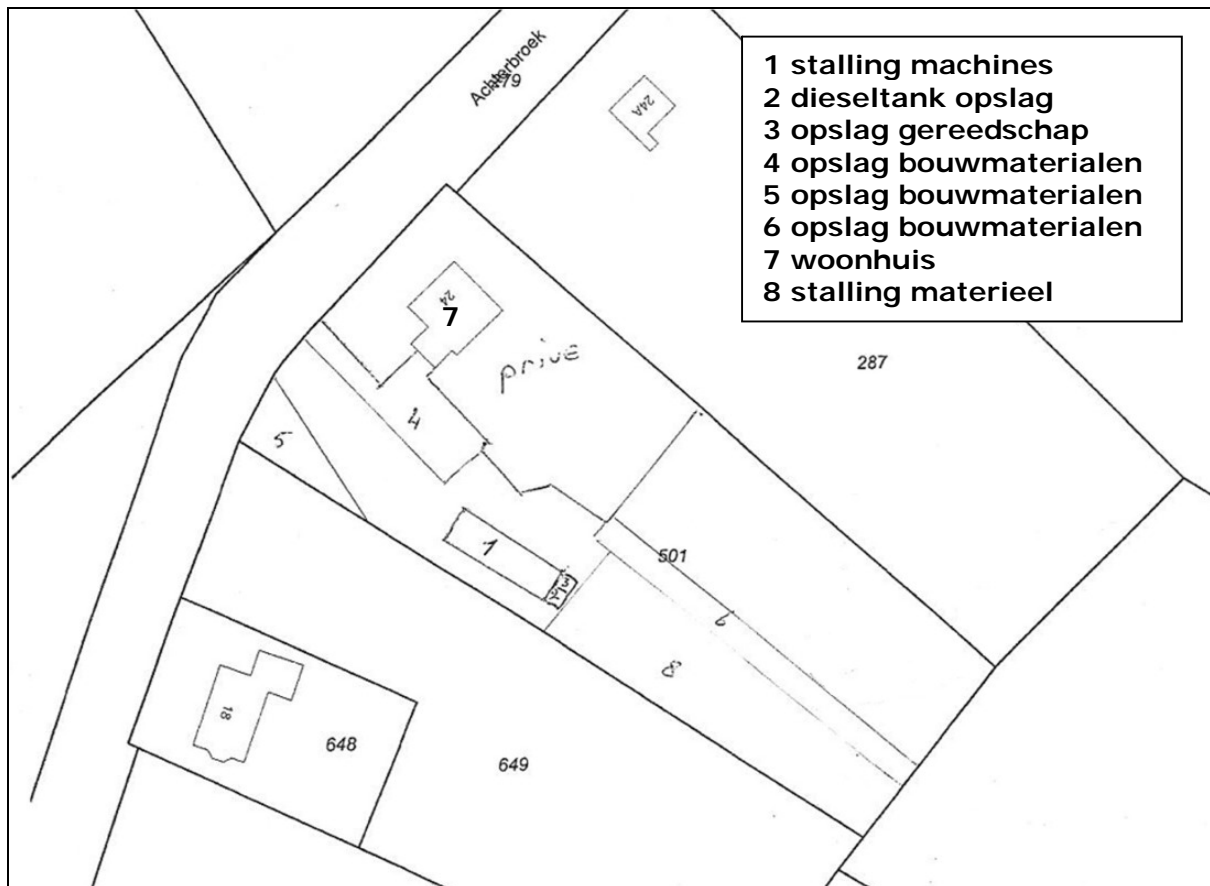 Achterbroek
79
24A
1 stalling machines
2 dieseltank opslag
3 opslag gereedschap
4 opslag bouwmaterialen
5 opslag bouwmaterialen
6 opslag bouwmaterialen
7 woonhuis
8 stalling materieel
24
7
prive
287
4
5
1
501
6
8
18
648
649